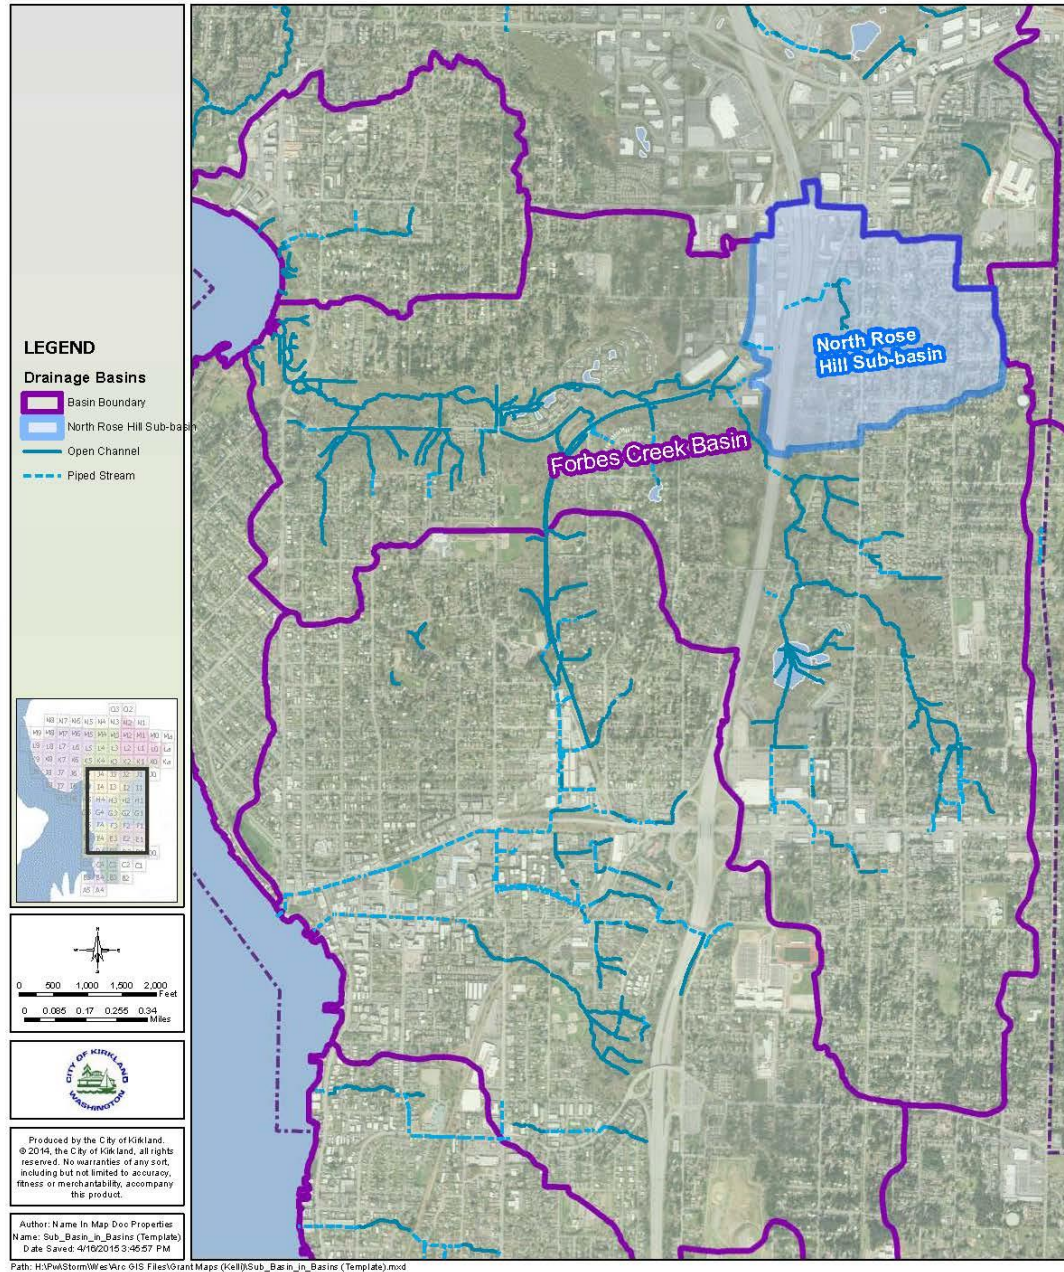 LEGEND
Drainage Basins
Basin Boundary
North Rose Hill Sub-basin
Open Channel
Piped Stream
North Rose
Hill Sub-basin
Forbes Creek Basin
0 500 1,000 1,500 2,000
Feet
0 0.085 0.17 0.255 0.34
Miles
CITY OF KIRKLAND
WASHINGTON
Produced by the City of Kirkland.
© 2014, the City of Kirkland, all rights
reserved. No warranties of any sort,
including but not limited to accuracy,
fitness or merchantability, accompany
this product.
Author: Name In Map Doc Properties
Name: Sub_Basin_in_Basins (Template)
Date Saved: 4/16/2015 3:45:57 PM
Path: H:\Pw\Storm\Wes\Arc GIS Files\Grant Maps (Kelli)\Sub_Basin_in_Basins (Template).mxd